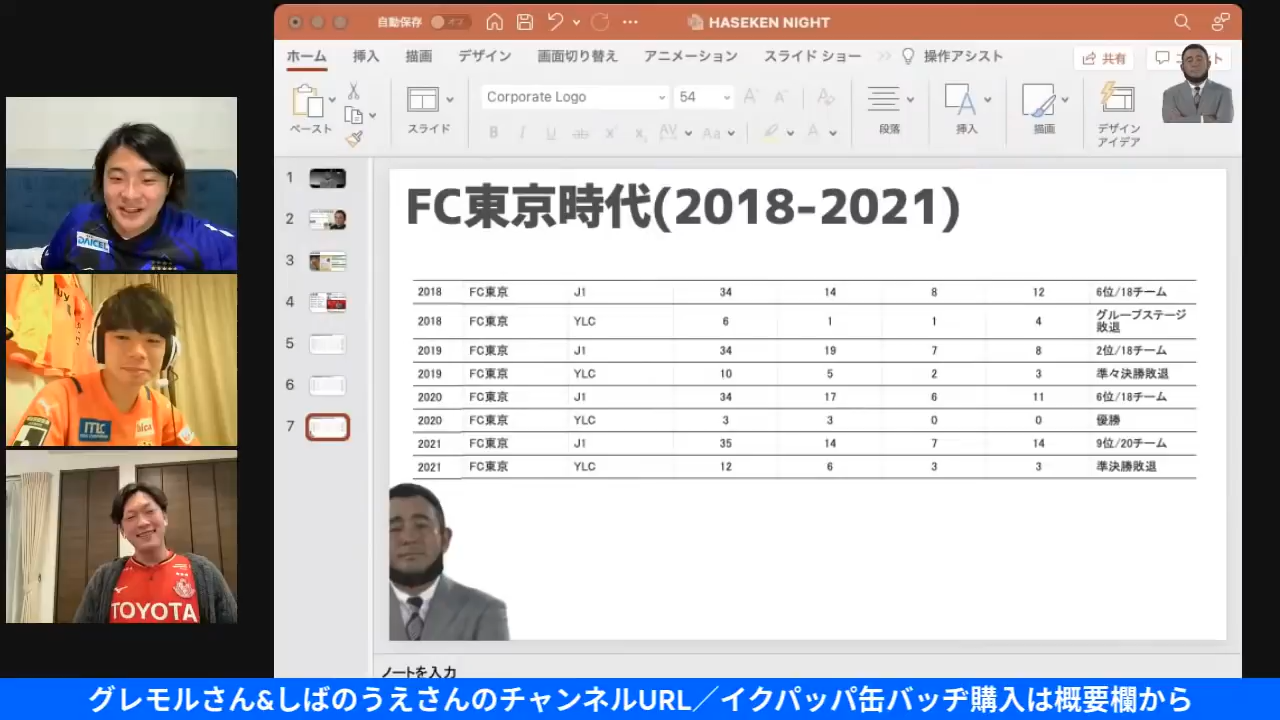 自動保存 オフ
HASEKEN NIGHT
ホーム 挿入 描画 デザイン 画面切り替え アニメーション スライド ショー 操作アシスト 共有
ペースト スライド Corporate Logo 54 段落 挿入 描画 デザイン アイデア
1
2
3
4
5
6
7
FC東京時代(2018-2021)
2018 FC東京 J1 34 14 8 12 6位/18チーム
2018 FC東京 YLC 6 1 1 4 グループステージ敗退
2019 FC東京 J1 34 19 7 8 2位/18チーム
2019 FC東京 YLC 10 5 2 3 準々決勝敗退
2020 FC東京 J1 34 17 6 11 6位/18チーム
2020 FC東京 YLC 3 3 0 0 優勝
2021 FC東京 J1 35 14 7 14 9位/20チーム
2021 FC東京 YLC 12 6 3 3 準決勝敗退
ノートを入力
DAICEL
TOYOTA
グレモルさん&しばのうえさんのチャンネルURL／イクパッパ缶バッヂ購入は概要欄から